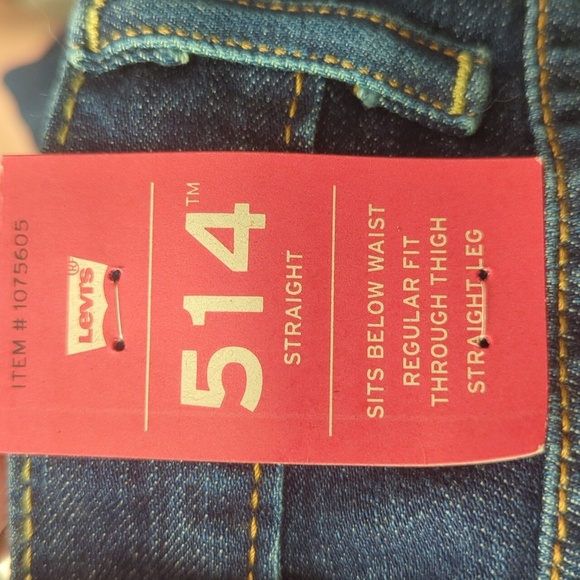 ITEM # 1075605
Levi's®
514™
STRAIGHT
SITS BELOW WAIST
REGULAR FIT
THROUGH THIGH
STRAIGHT LEG